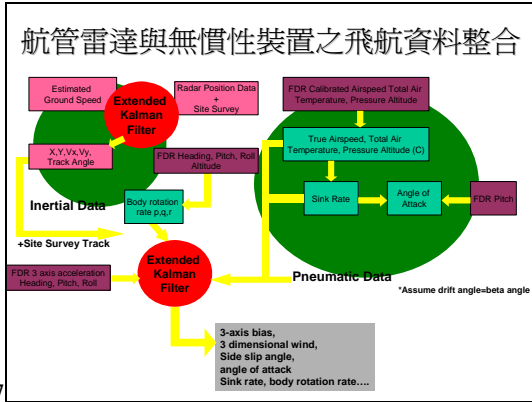 航管雷達與無慣性裝置之飛航資料整合
Estimated
Ground Speed
Extended
Kalman
Filter
Radar Position Data
+
Site Survey
FDR Calibrated Airspeed Total Air
Temperature, Pressure Altitude
X,Y,Vx,Vy,
Track Angle
FDR Heading, Pitch, Roll
Altitude
True Airspeed, Total Air
Temperature, Pressure Altitude (C)
Inertial Data
Body rotation
rate p,q,r
Sink Rate
Angle of
Attack
FDR Pitch
+Site Survey Track
FDR 3 axis acceleration
Heading, Pitch, Roll
Extended
Kalman
Filter
Pneumatic Data
*Assume drift angle=beta angle
3-axis bias,
3 dimensional wind,
Side slip angle,
angle of attack
Sink rate, body rotation rate....